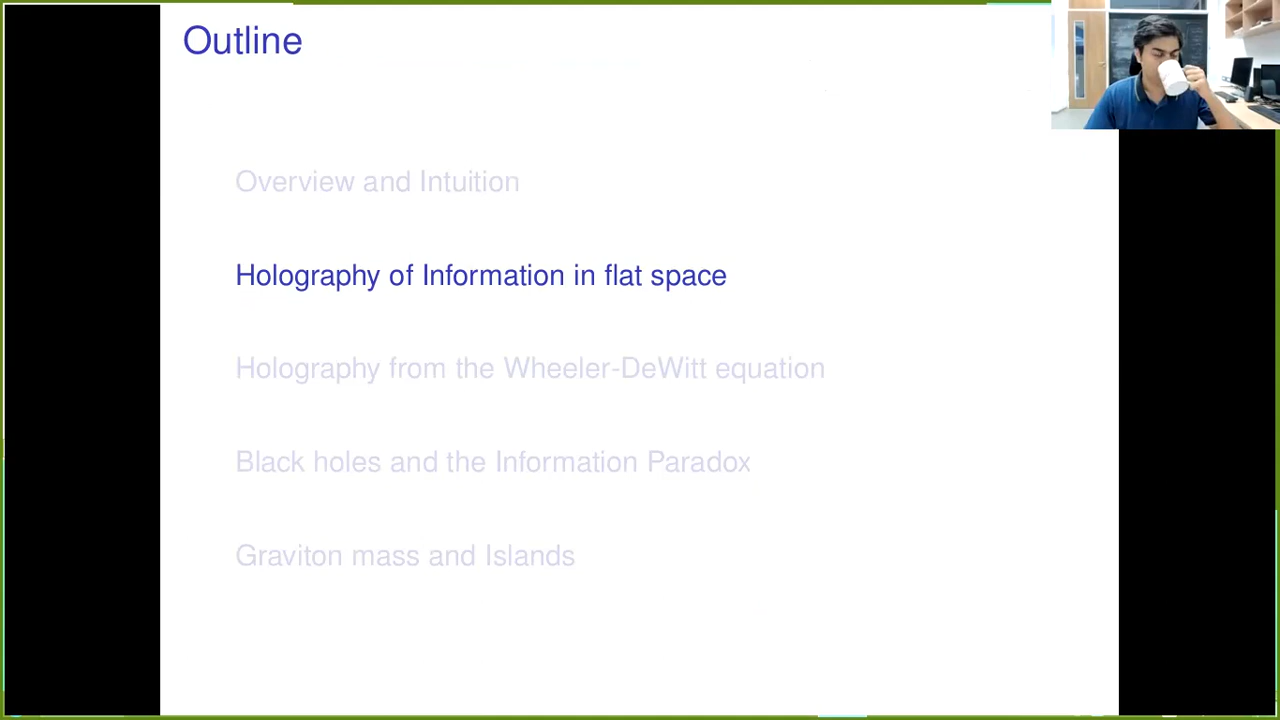 Outline
Overview and Intuition
Holography of Information in flat space
Holography from the Wheeler-DeWitt equation
Black holes and the Information Paradox
Graviton mass and Islands